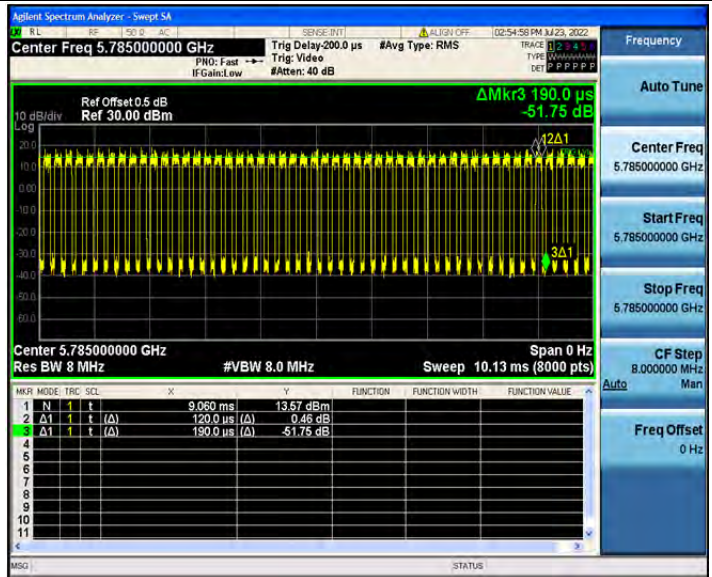 Agilent Spectrum Analyzer - Swept SA
RL RF 50 Ω AC SENSE:INT ALIGN OFF 02:54:58 PM Jul 23, 2022
Center Freq 5.785000000 GHz
PNO: Fast
IFGain:Low
Trig Delay-200.0 µs
Trig: Video
#Atten: 40 dB
#Avg Type: RMS
TRACE 1 2 3 4 5 6
TYPE
DET P P P P P P
Frequency
Auto Tune
Center Freq
5.785000000 GHz
Start Freq
5.785000000 GHz
Stop Freq
5.785000000 GHz
CF Step
8.000000 MHz
Auto Man
Freq Offset
0 Hz
ΔMkr3 190.0 µs
-51.75 dB
Ref Offset 0.5 dB
10 dB/div Ref 30.00 dBm
Log
20.0
10.0
0.00
-10.0
-20.0
-30.0
-40.0
-50.0
-60.0
2Δ1
3Δ1
Center 5.785000000 GHz Span 0 Hz
Res BW 8 MHz #VBW 8.0 MHz Sweep 10.13 ms (8000 pts)
MKR MODE TRC SCL X Y FUNCTION FUNCTION WIDTH FUNCTION VALUE
1 N 1 t 9.060 ms 13.57 dBm
2 Δ1 1 t (Δ) 120.0 µs (Δ) 0.46 dB
3 Δ1 1 t (Δ) 190.0 µs (Δ) -51.75 dB
4
5
6
7
8
9
10
11
MSG STATUS